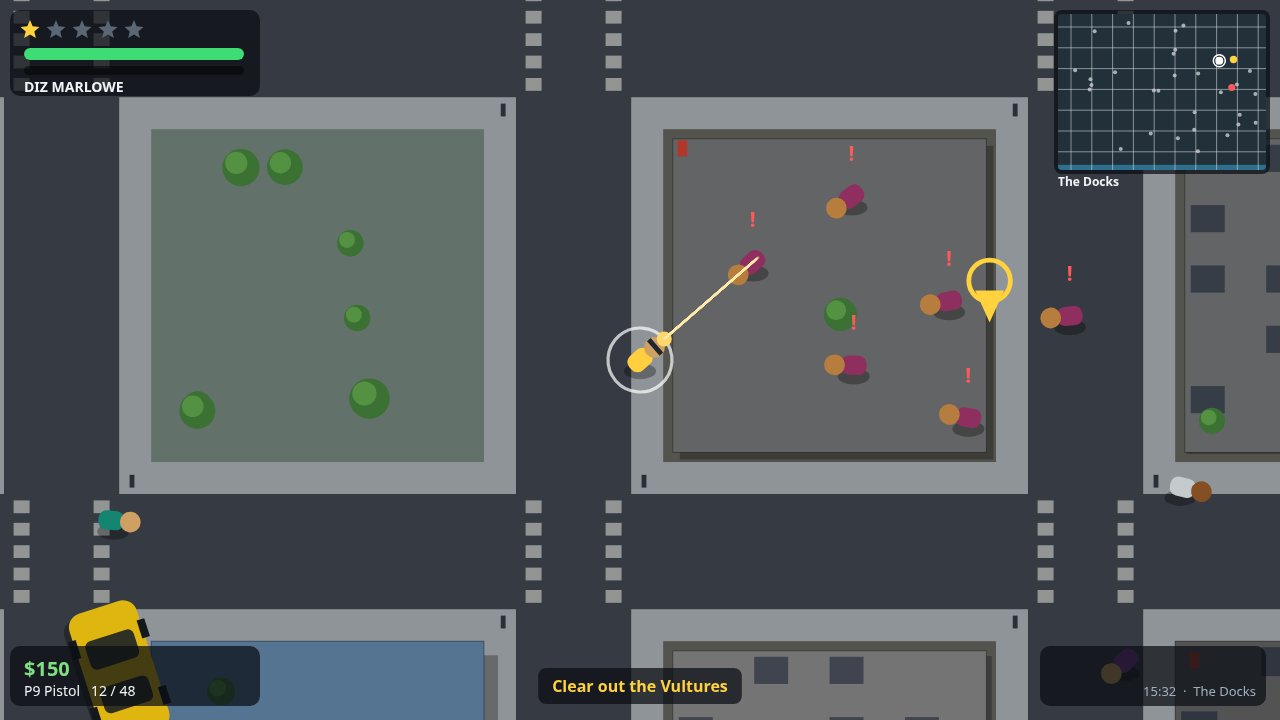 DIZ MARLOWE
The Docks
!
!
!
!
!
!
$150
P9 Pistol 12 / 48
Clear out the Vultures
15:32 · The Docks